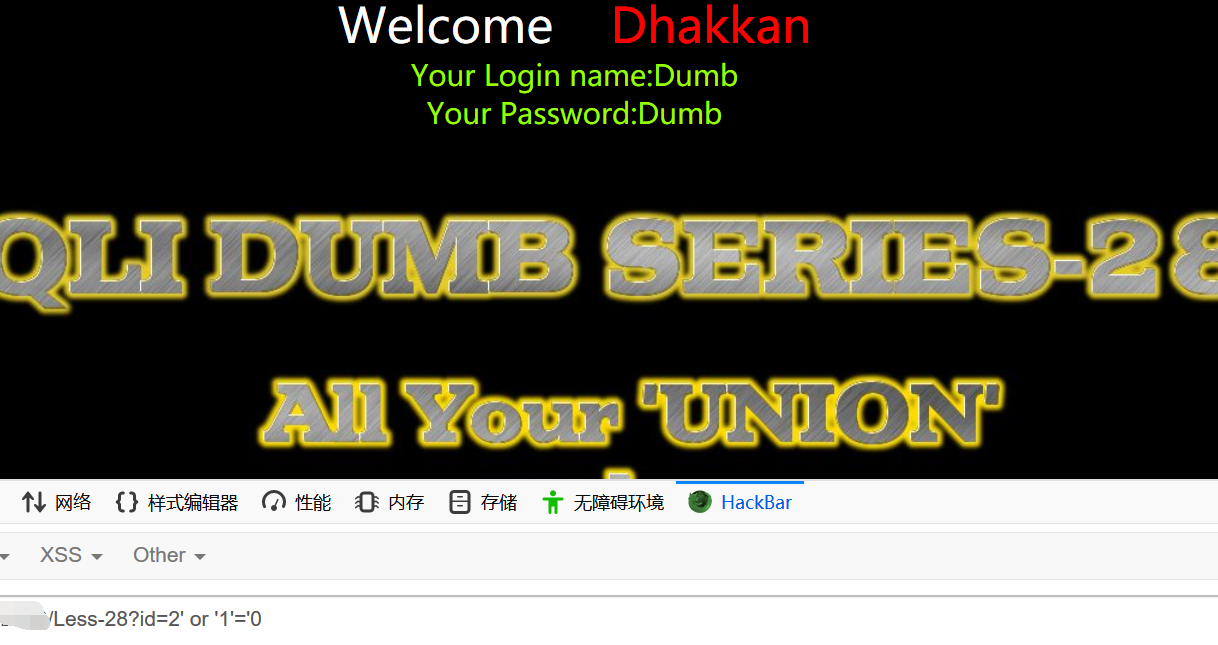 Welcome Dhakkan
Your Login name:Dumb
Your Password:Dumb
QLI DUMB SERIES-28
All Your 'UNION'
网络 样式编辑器 性能 内存 存储 无障碍环境 HackBar
XSS Other
/Less-28?id=2' or '1'='0